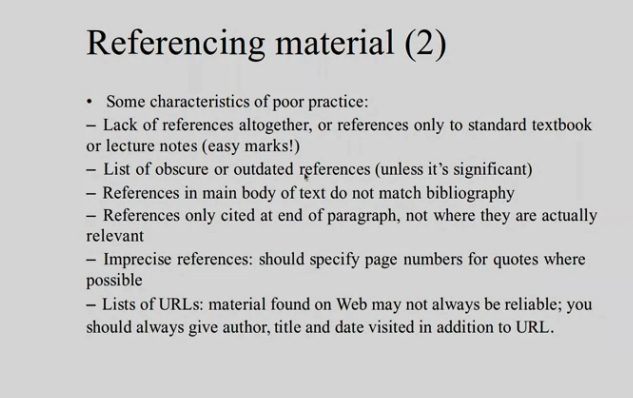 Referencing material (2)
• Some characteristics of poor practice:
– Lack of references altogether, or references only to standard textbook
or lecture notes (easy marks!)
– List of obscure or outdated references (unless it's significant)
– References in main body of text do not match bibliography
– References only cited at end of paragraph, not where they are actually
relevant
– Imprecise references: should specify page numbers for quotes where
possible
– Lists of URLs: material found on Web may not always be reliable; you
should always give author, title and date visited in addition to URL.